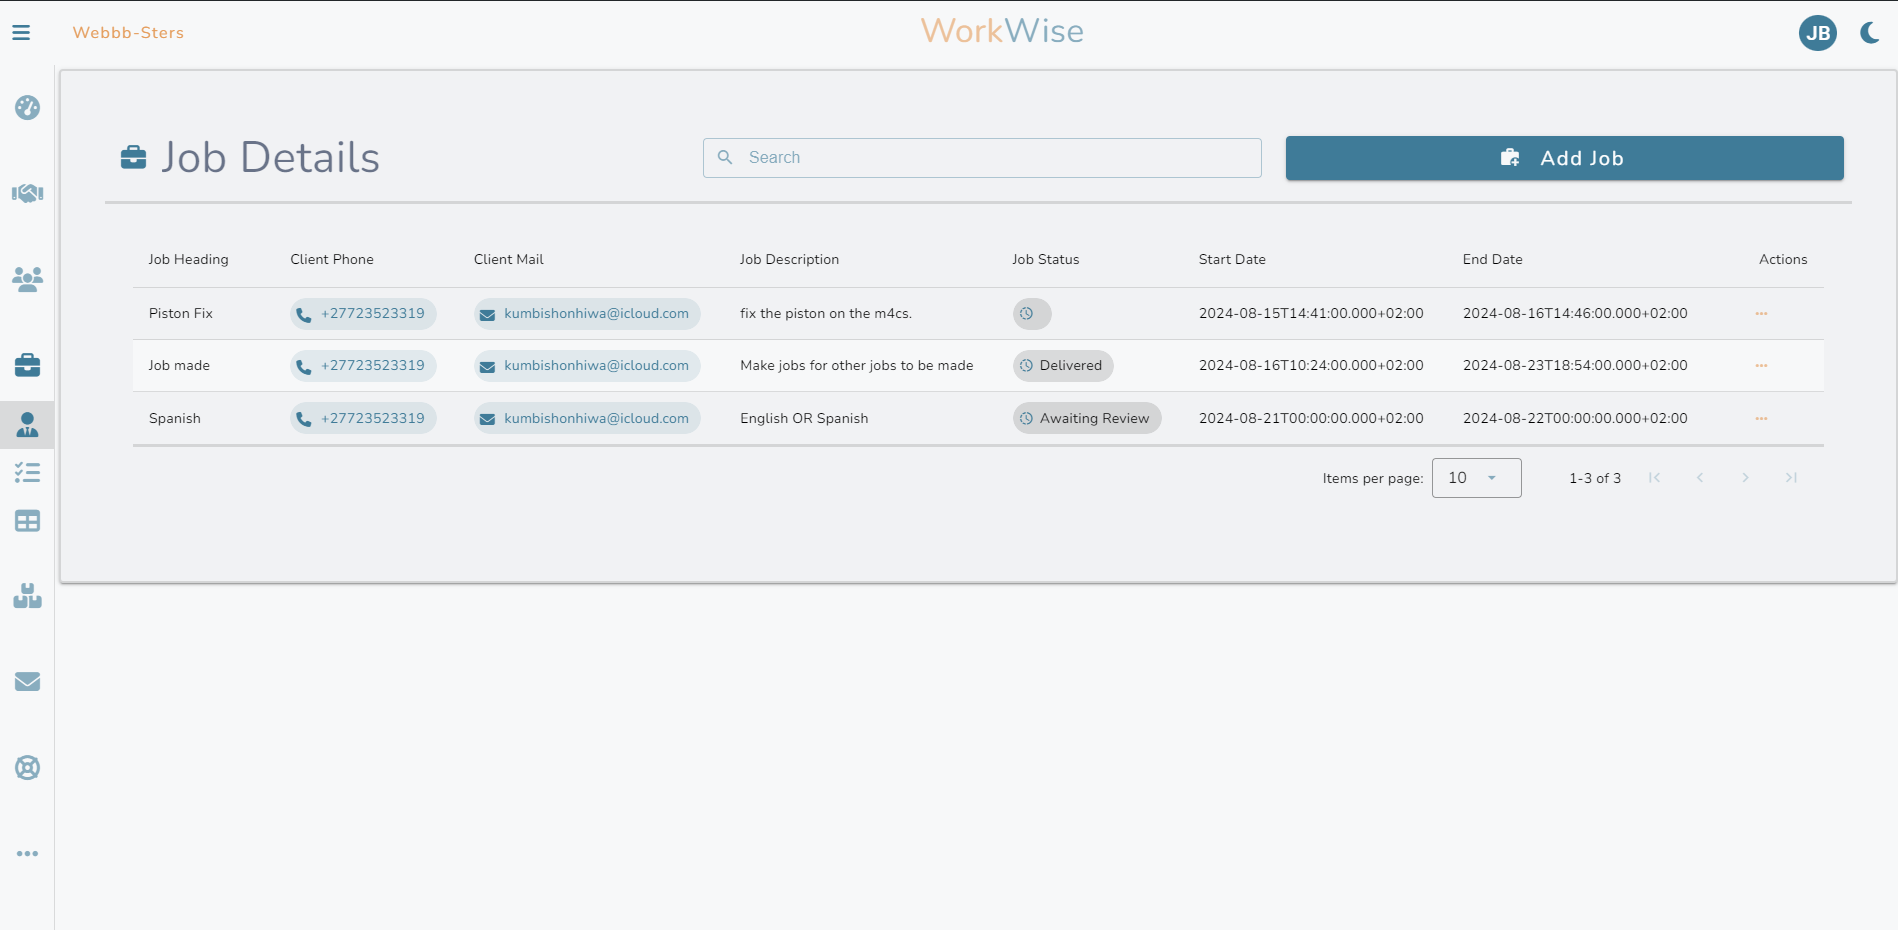 Webbb-Sters
WorkWise
JB
Job Details
Search
Add Job
Job Heading Client Phone Client Mail Job Description Job Status Start Date End Date Actions
Piston Fix +27723523319 kumbishonhiwa@icloud.com fix the piston on the m4cs. 2024-08-15T14:41:00.000+02:00 2024-08-16T14:46:00.000+02:00 ...
Job made +27723523319 kumbishonhiwa@icloud.com Make jobs for other jobs to be made Delivered 2024-08-16T10:24:00.000+02:00 2024-08-23T18:54:00.000+02:00 ...
Spanish +27723523319 kumbishonhiwa@icloud.com English OR Spanish Awaiting Review 2024-08-21T00:00:00.000+02:00 2024-08-22T00:00:00.000+02:00 ...
Items per page: 10 1-3 of 3